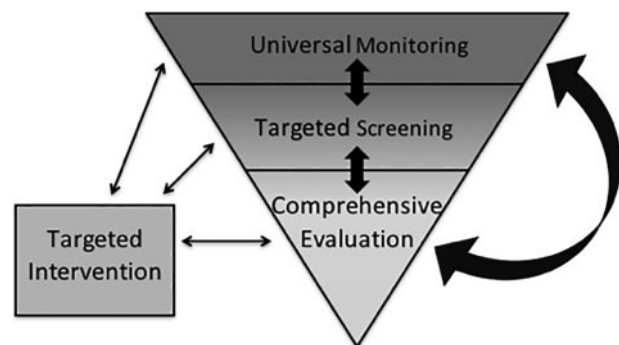 Universal Monitoring
Targeted Screening
Comprehensive
Evaluation
Targeted
Intervention